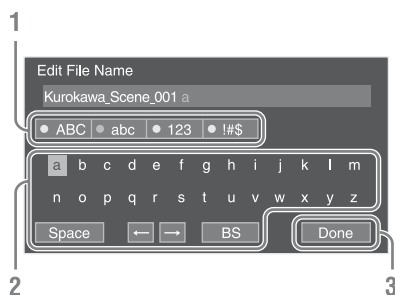 1
Edit File Name
Kurokawa_Scene_001 a
ABC abc 123 !#$
a b c d e f g h i j k l m
n o p q r s t u v w x y z
Space ← → BS Done
2 3